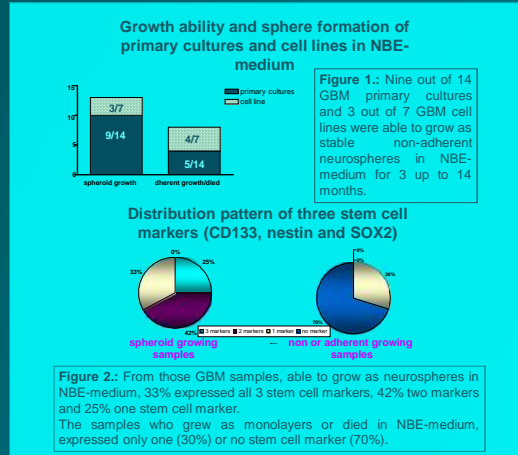 Growth ability and sphere formation of
primary cultures and cell lines in NBE-
medium
15
10
5
0
3/7
9/14
4/7
5/14
spheroid growth
dherent growth/died
primary cultures
cell line
Figure 1.: Nine out of 14
GBM primary cultures
and 3 out of 7 GBM cell
lines were able to grow as
stable non-adherent
neurospheres in NBE-
medium for 3 up to 14
months.
Distribution pattern of three stem cell
markers (CD133, nestin and SOX2)
0%
25%
33%
42%
0%
0%
30%
70%
3 markers 2 markers 1 marker no marker
spheroid growing
samples
non or adherent growing
samples
Figure 2.: From those GBM samples, able to grow as neurospheres in
NBE-medium, 33% expressed all 3 stem cell markers, 42% two markers
and 25% one stem cell marker.
The samples who grew as monolayers or died in NBE-medium,
expressed only one (30%) or no stem cell marker (70%).